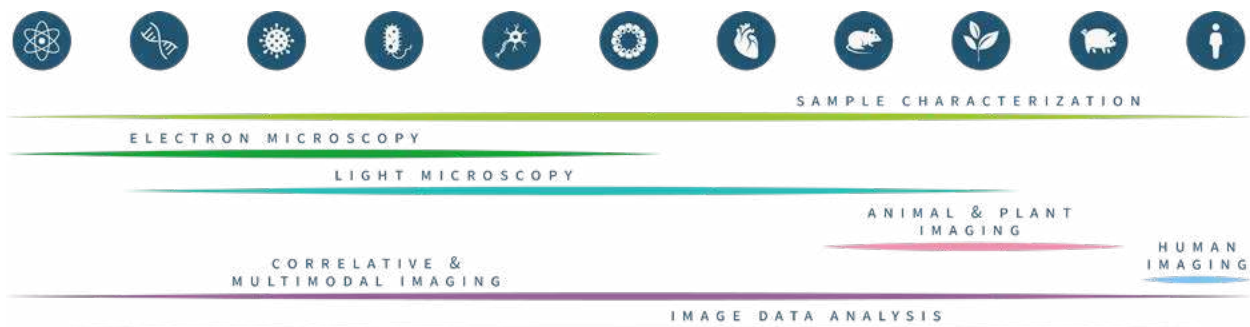 SAMPLE CHARACTERIZATION
ELECTRON MICROSCOPY
LIGHT MICROSCOPY
ANIMAL & PLANT
IMAGING
HUMAN
IMAGING
CORRELATIVE &
MULTIMODAL IMAGING
IMAGE DATA ANALYSIS